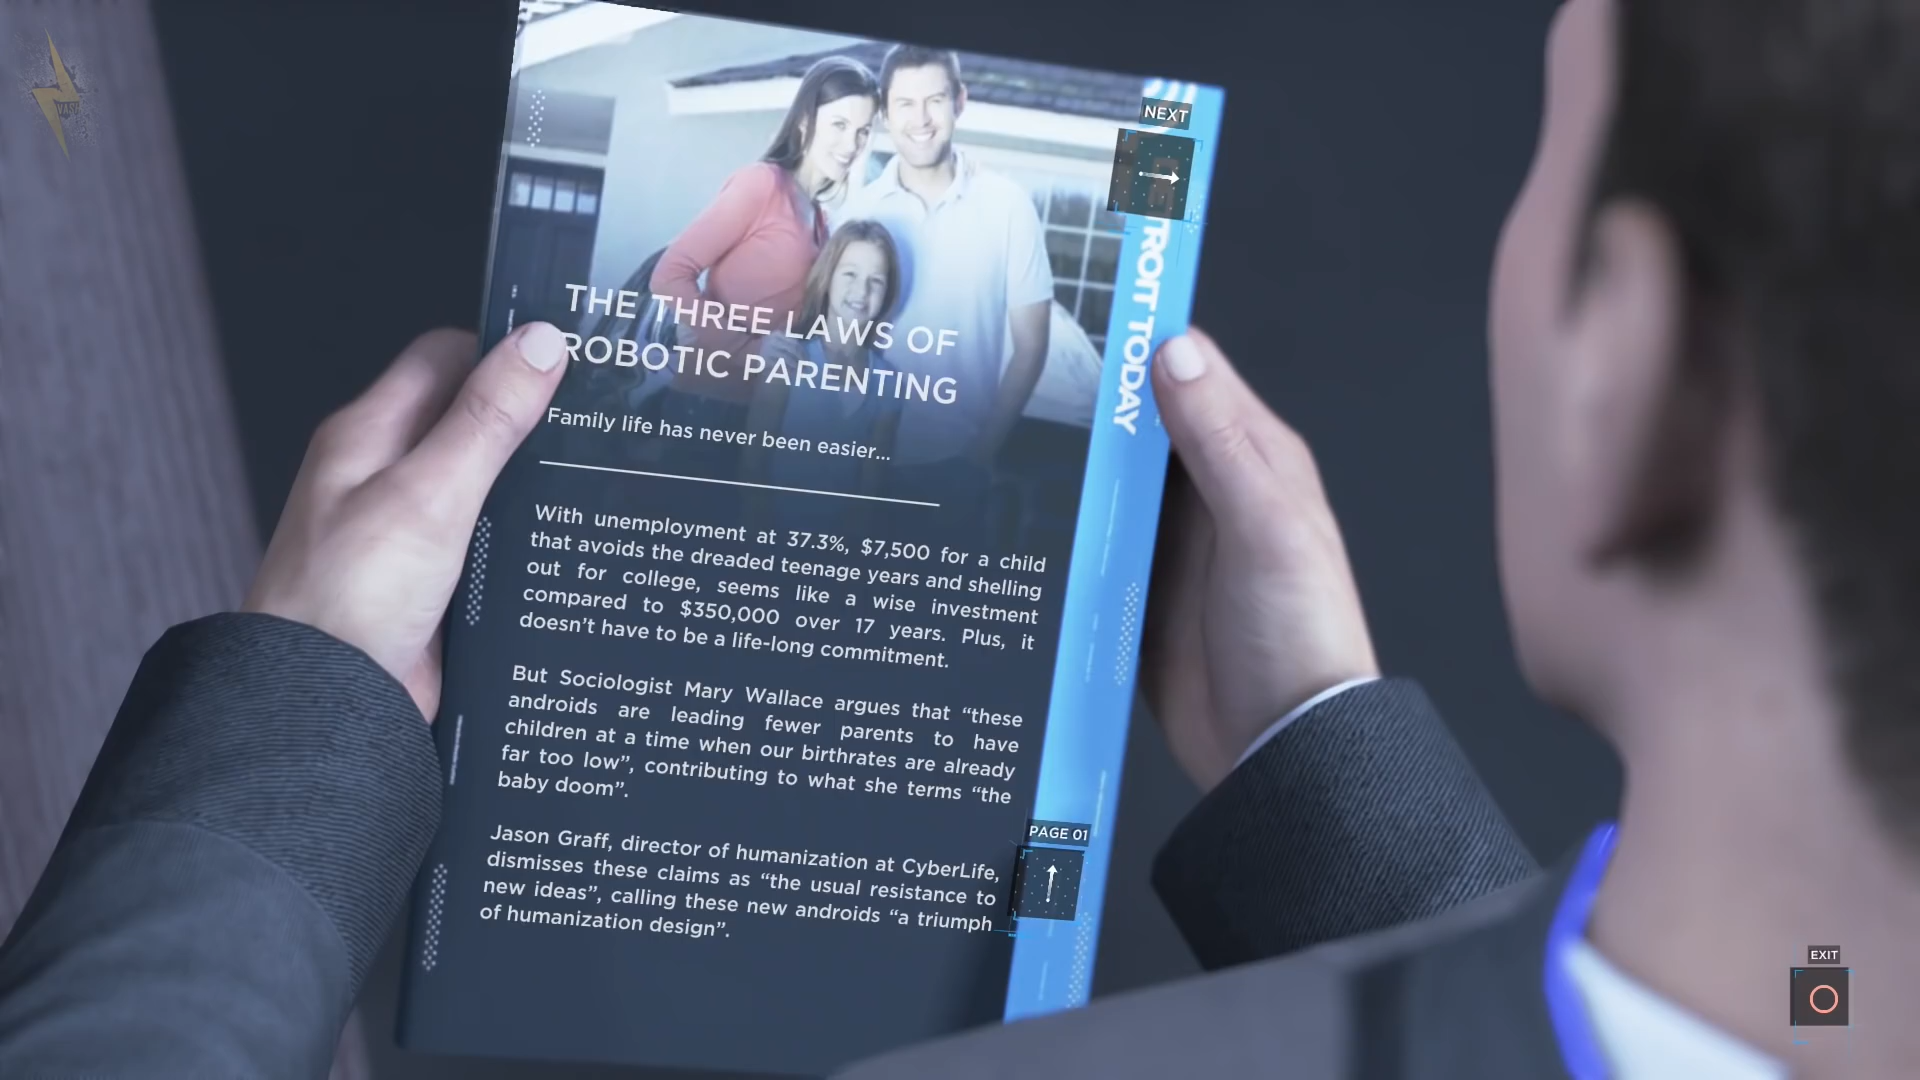 NEXT
TROIT TODAY
THE THREE LAWS OF
ROBOTIC PARENTING
Family life has never been easier...
With unemployment at 37.3%, $7,500 for a child
that avoids the dreaded teenage years and shelling
out for college, seems like a wise investment
compared to $350,000 over 17 years. Plus, it
doesn't have to be a life-long commitment.
But Sociologist Mary Wallace argues that “these
androids are leading fewer parents to have
children at a time when our birthrates are already
far too low”, contributing to what she terms “the
baby doom”.
Jason Graff, director of humanization at CyberLife,
dismisses these claims as “the usual resistance to
new ideas”, calling these new androids “a triumph
of humanization design”.
PAGE 01
EXIT